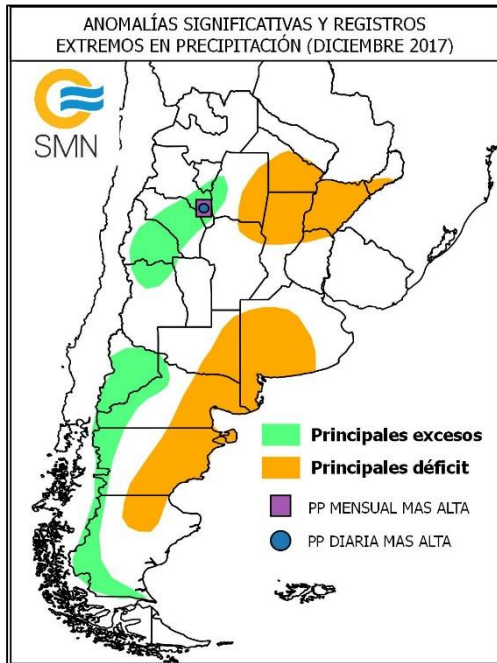 ANOMALÍAS SIGNIFICATIVAS Y REGISTROS
EXTREMOS EN PRECIPITACIÓN (DICIEMBRE 2017)
SMN
Principales excesos
Principales déficit
PP MENSUAL MAS ALTA
PP DIARIA MAS ALTA